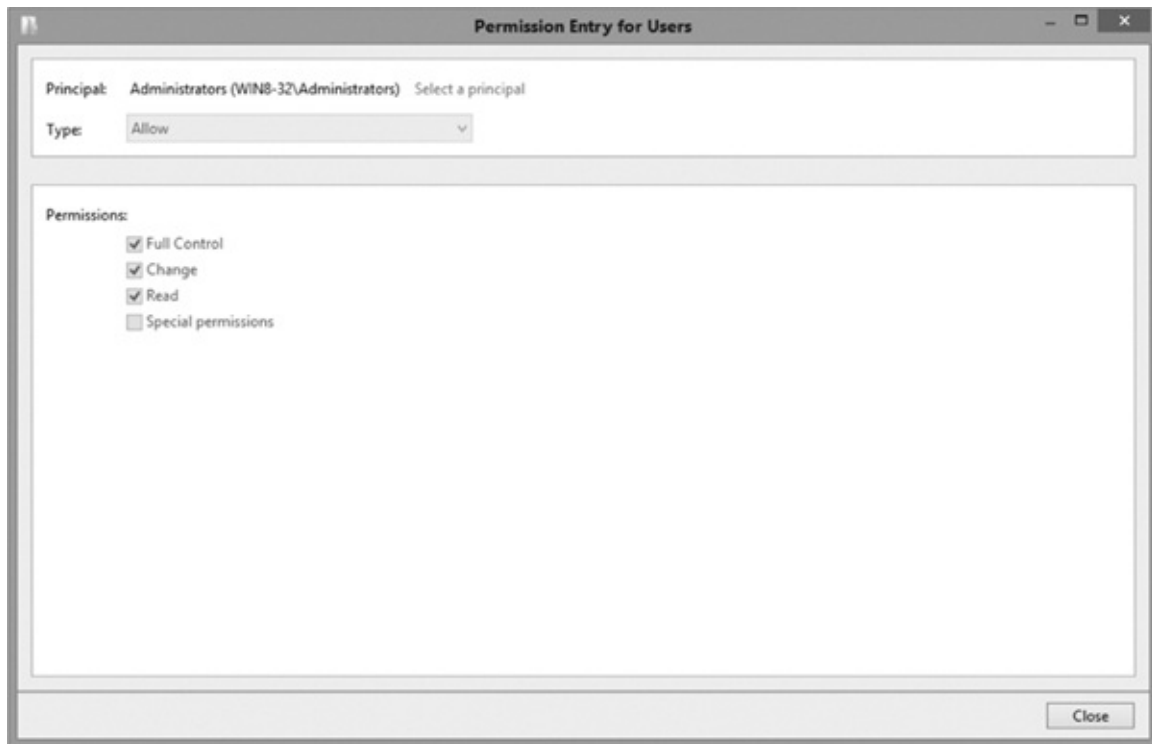 Permission Entry for Users
Principal: Administrators (WIN8-32\Administrators) Select a principal
Type: Allow
Permissions:
Full Control
Change
Read
Special permissions
Close